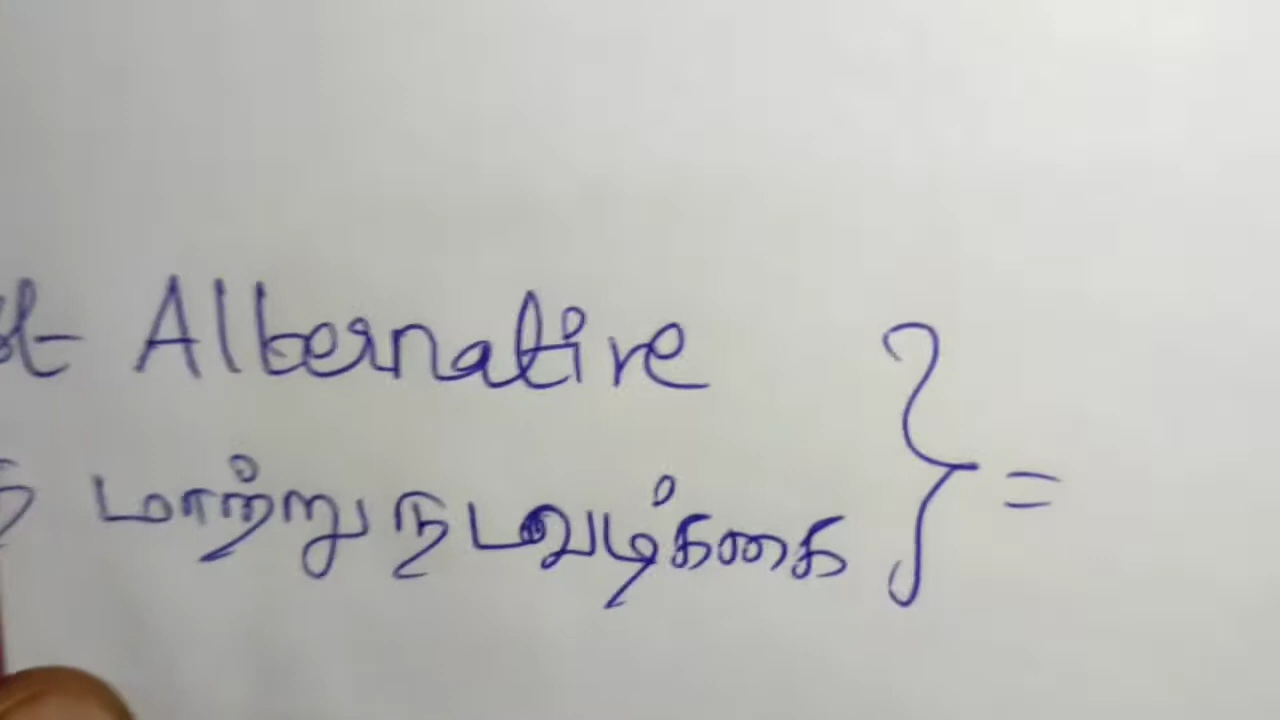 Alternative
மாற்று நடவடிக்கை } =